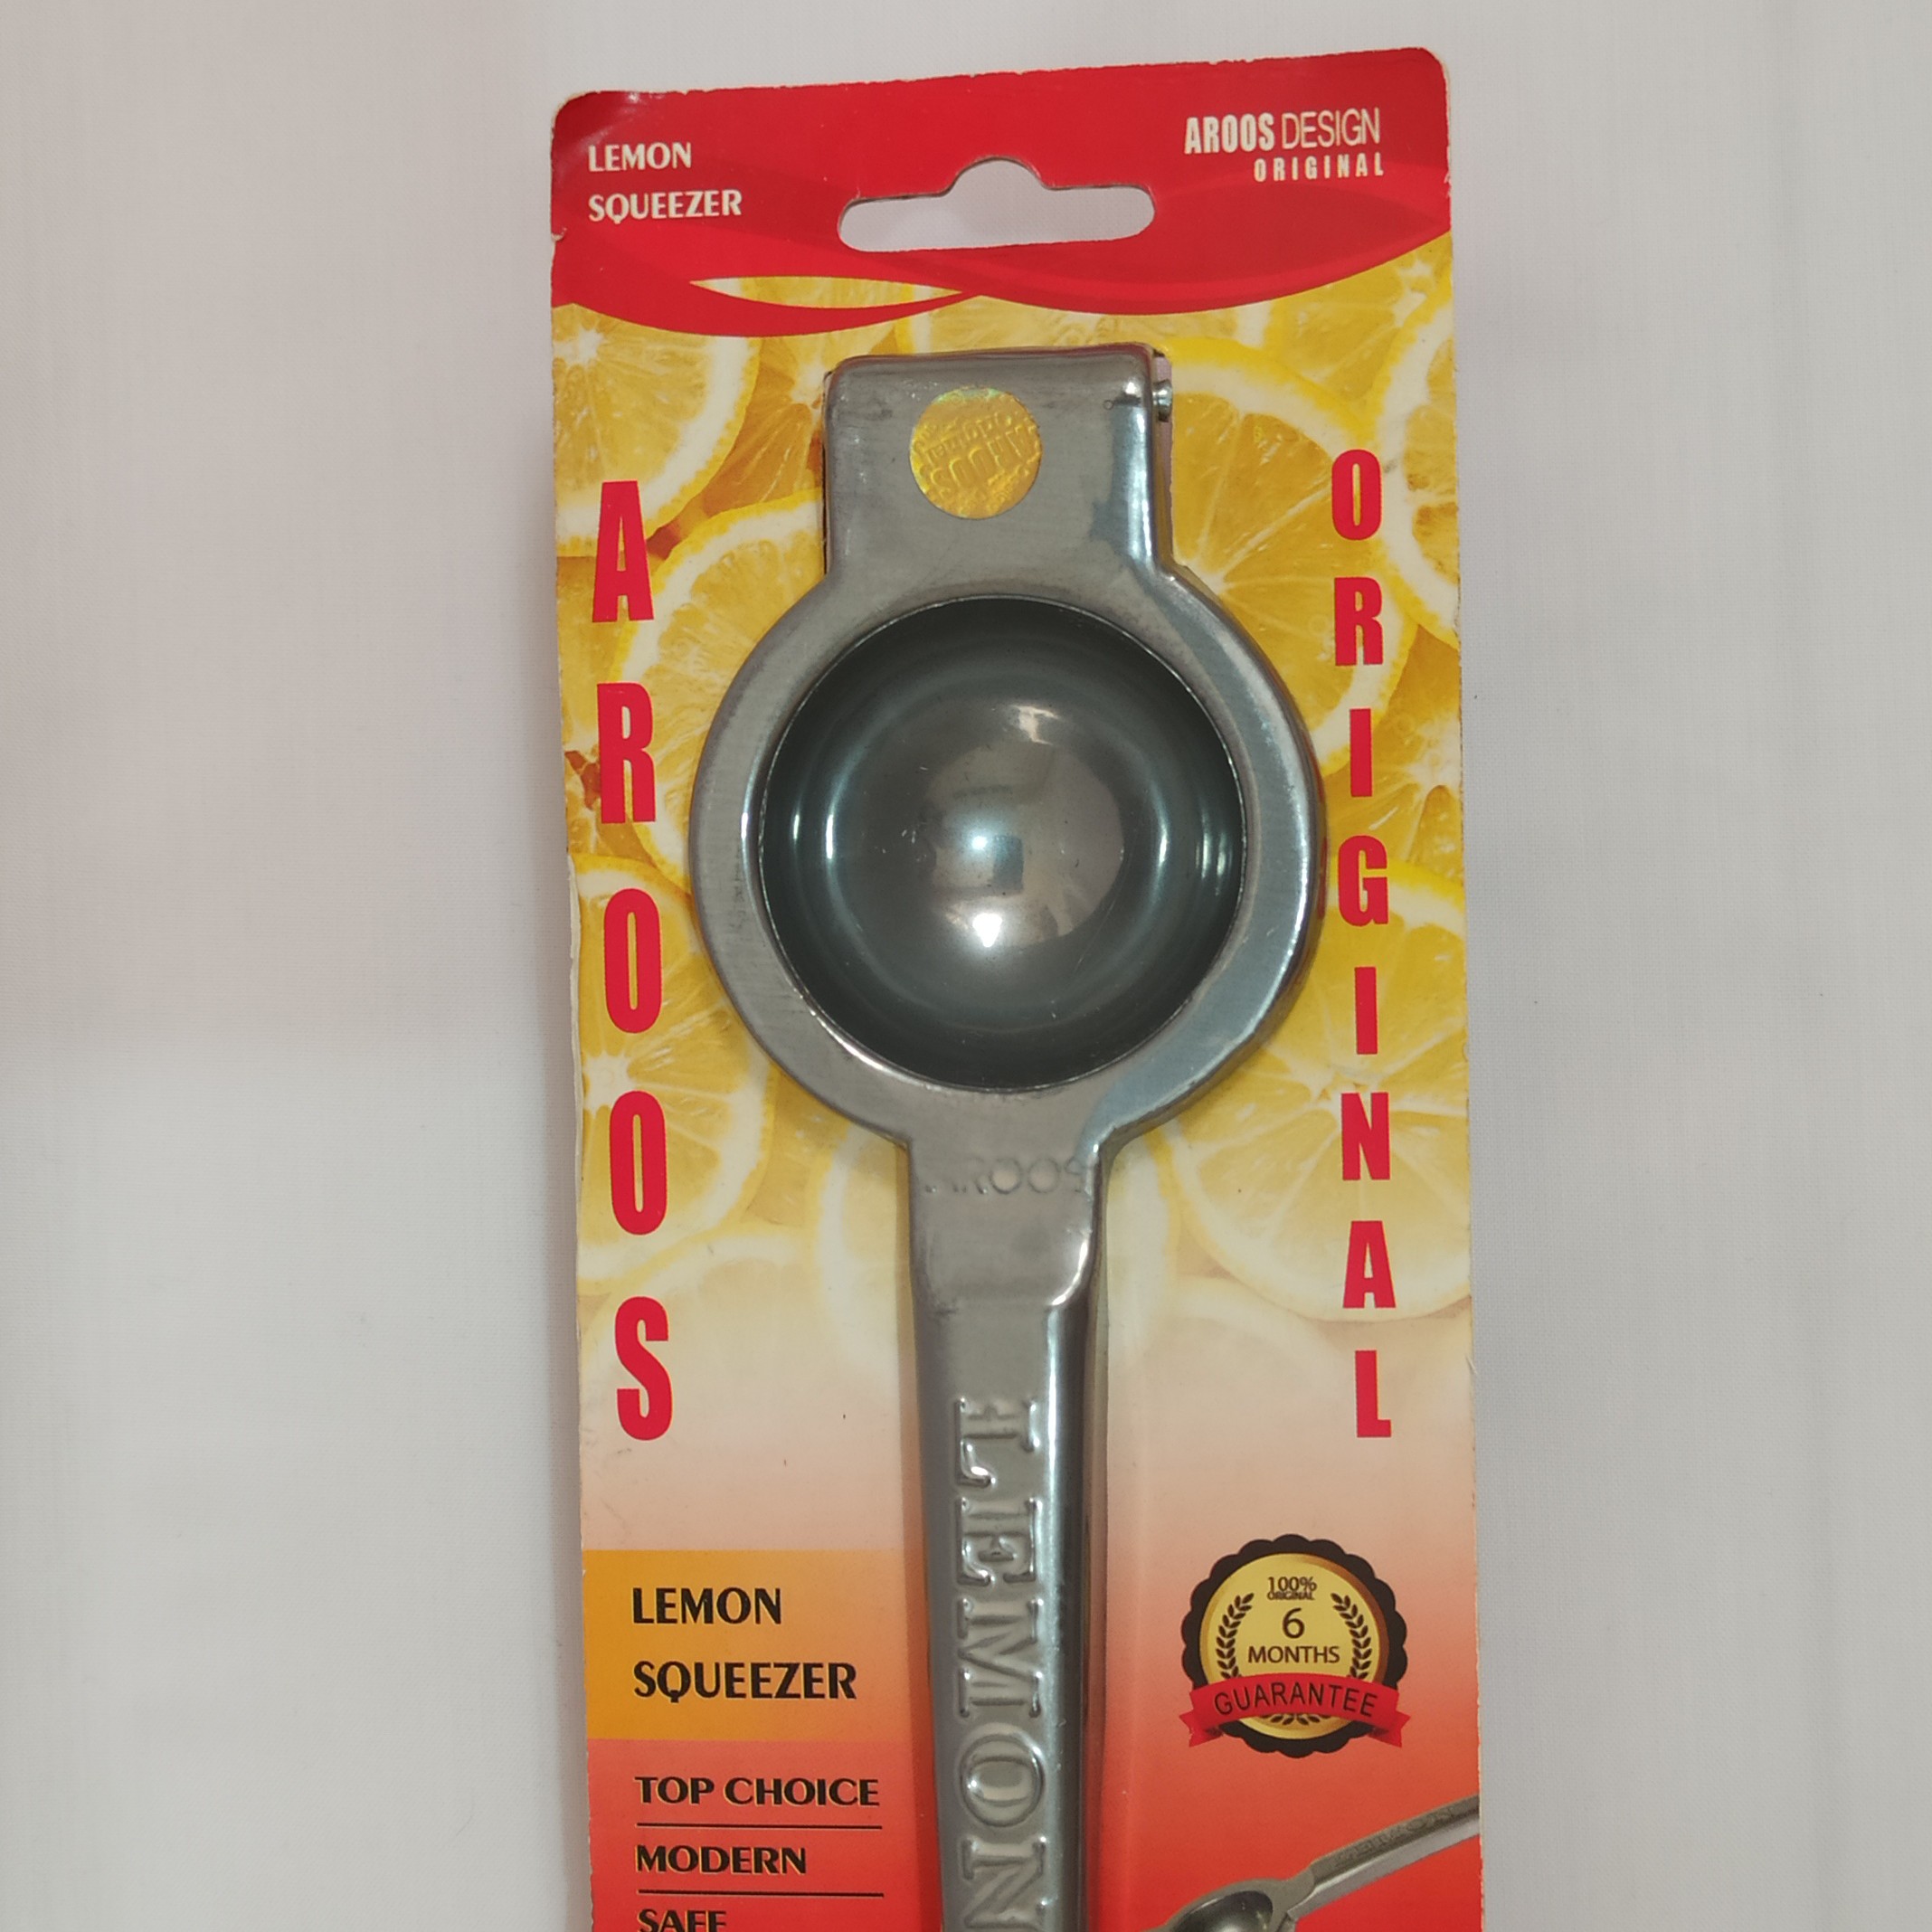 LEMON
SQUEEZER
AROOS DESIGN
ORIGINAL
AROOS
ORIGINAL
AROOS
LEMON
LEMON
SQUEEZER
100%
ORIGINAL
6
MONTHS
GUARANTEE
TOP CHOICE
MODERN
SAFE